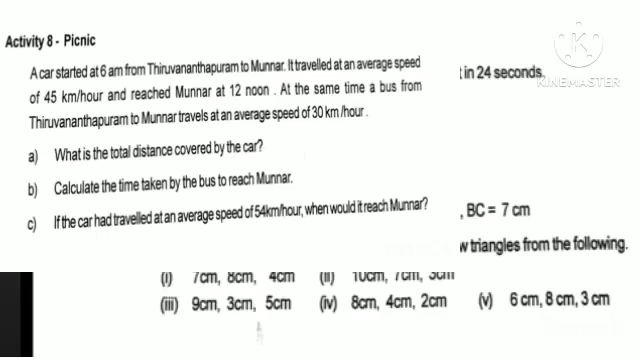 Activity 8 - Picnic
A car started at 6 am from Thiruvananthapuram to Munnar. It travelled at an average speed
of 45 km/hour and reached Munnar at 12 noon . At the same time a bus from
Thiruvananthapuram to Munnar travels at an average speed of 30 km /hour .
t in 24 seconds.
KINEMASTER
a) What is the total distance covered by the car?
b) Calculate the time taken by the bus to reach Munnar.
c) If the car had travelled at an average speed of 54km/hour, when would it reach Munnar?
, BC = 7 cm
w triangles from the following.
(i) 7cm, 8cm, 4cm (ii) 10cm, 7cm, 3cm
(iii) 9cm, 3cm, 5cm (iv) 8cm, 4cm, 2cm (v) 6 cm, 8 cm, 3 cm